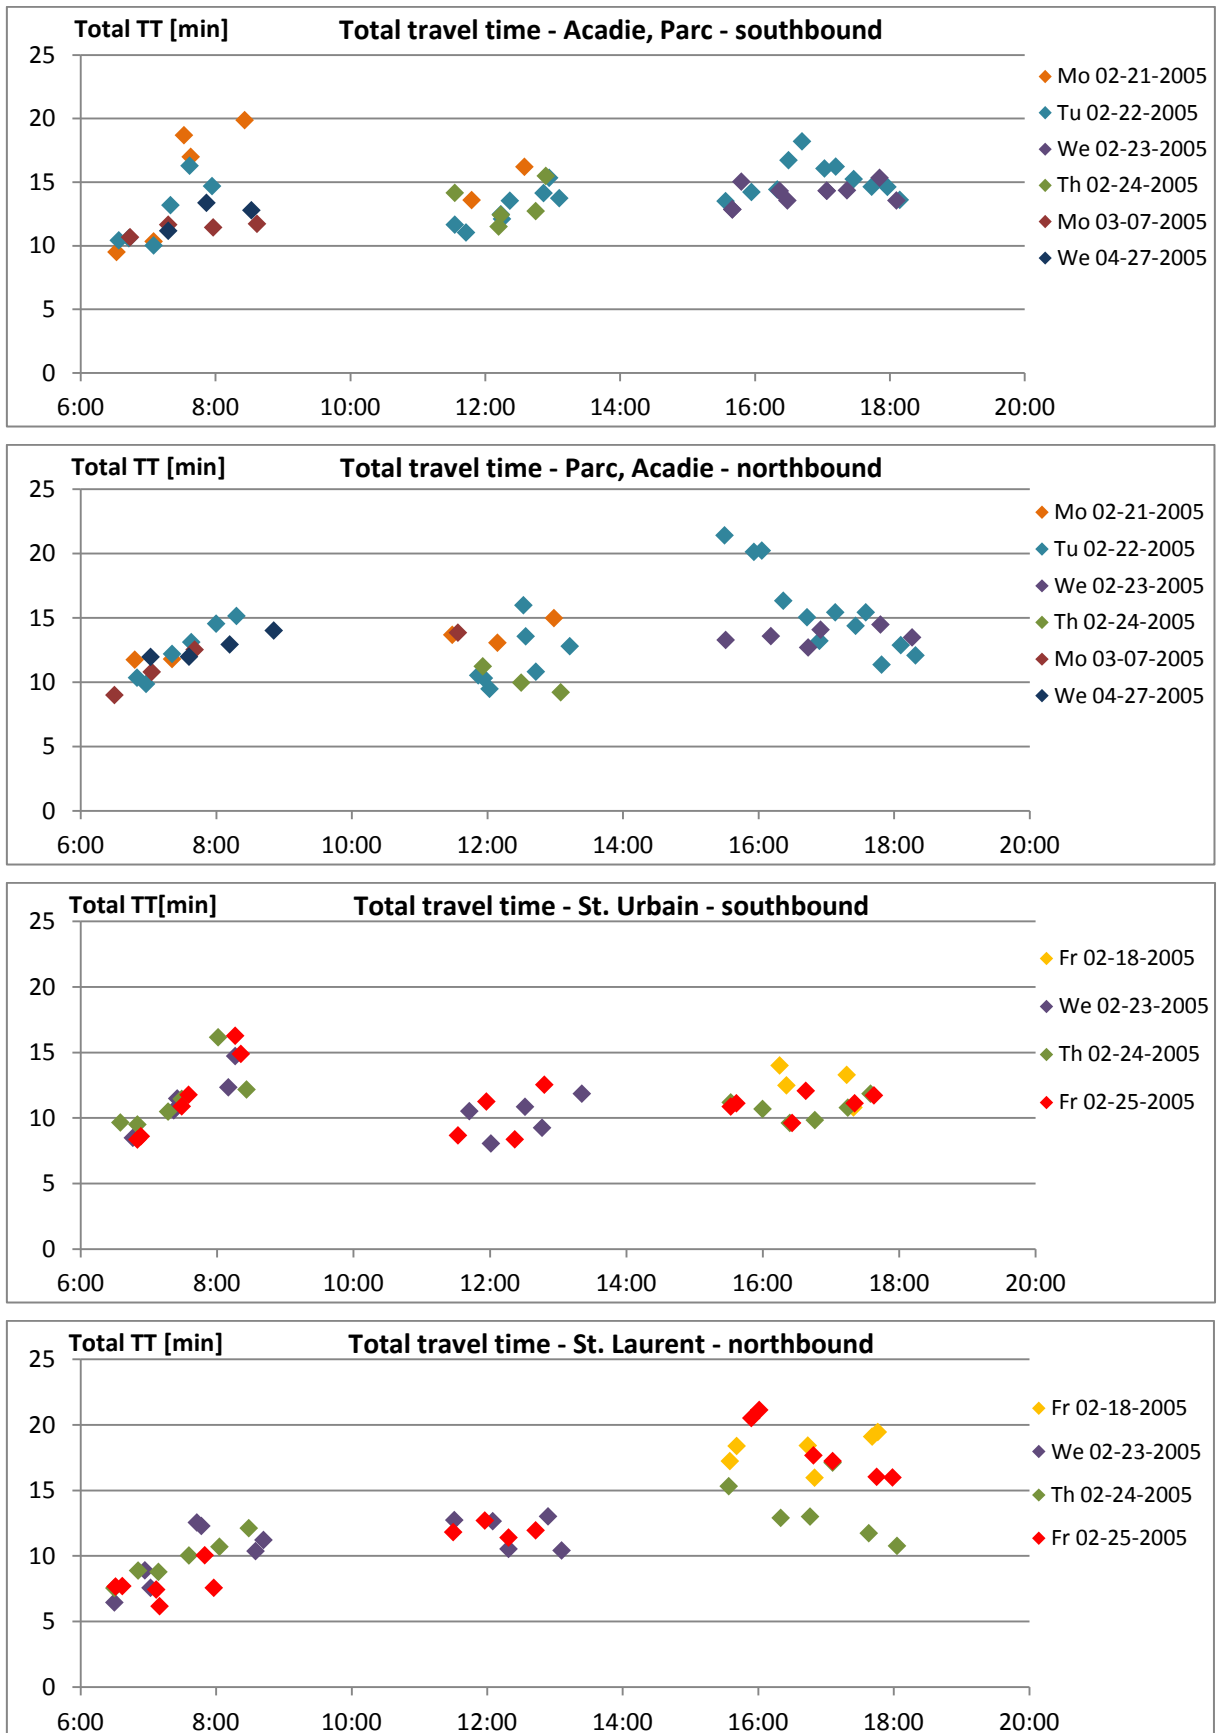 Total TT [min] Total travel time - Acadie, Parc - southbound
25
20
15
10
5
0
6:00 8:00 10:00 12:00 14:00 16:00 18:00 20:00
Mo 02-21-2005
Tu 02-22-2005
We 02-23-2005
Th 02-24-2005
Mo 03-07-2005
We 04-27-2005
Total TT [min] Total travel time - Parc, Acadie - northbound
25
20
15
10
5
0
6:00 8:00 10:00 12:00 14:00 16:00 18:00 20:00
Mo 02-21-2005
Tu 02-22-2005
We 02-23-2005
Th 02-24-2005
Mo 03-07-2005
We 04-27-2005
Total TT[min] Total travel time - St. Urbain - southbound
25
20
15
10
5
0
6:00 8:00 10:00 12:00 14:00 16:00 18:00 20:00
Fr 02-18-2005
We 02-23-2005
Th 02-24-2005
Fr 02-25-2005
Total TT [min] Total travel time - St. Laurent - northbound
25
20
15
10
5
0
6:00 8:00 10:00 12:00 14:00 16:00 18:00 20:00
Fr 02-18-2005
We 02-23-2005
Th 02-24-2005
Fr 02-25-2005